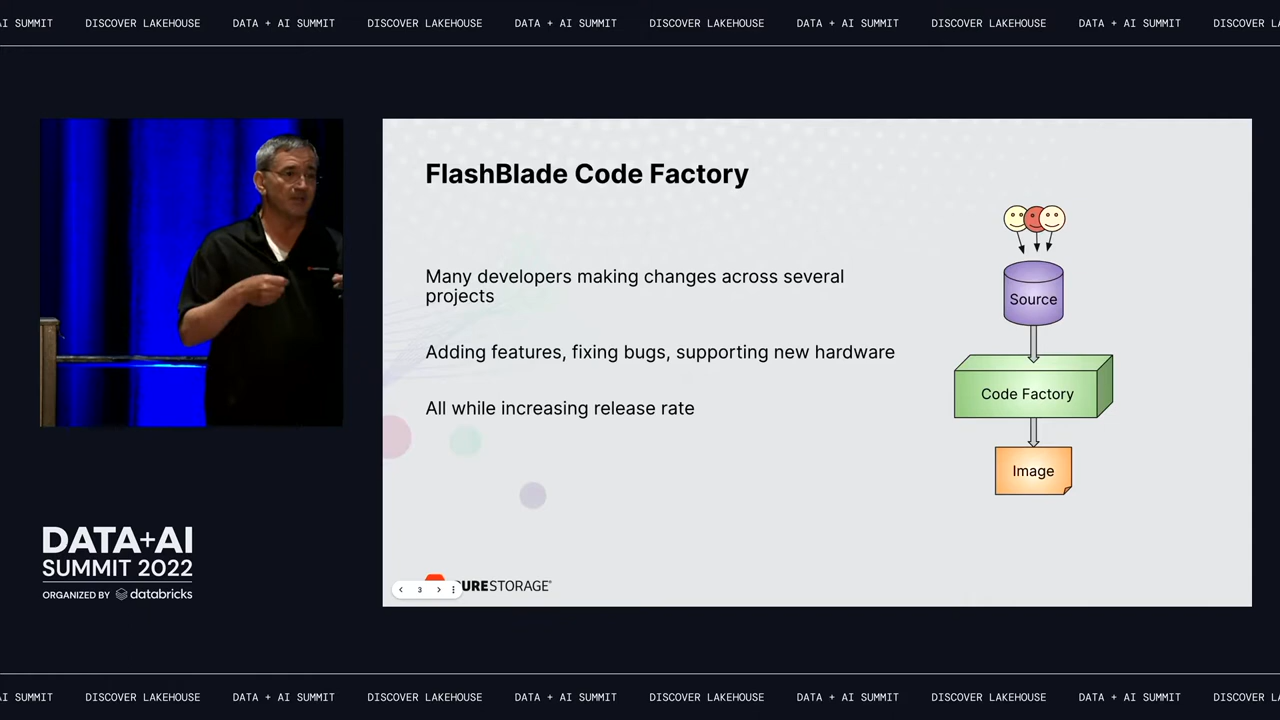 AI SUMMIT DISCOVER LAKEHOUSE DATA + AI SUMMIT DISCOVER LAKEHOUSE DATA + AI SUMMIT DISCOVER LAKEHOUSE DATA + AI SUMMIT DISCOVER LAKEHOUSE DATA + AI SUMMIT DISCOVER L
FlashBlade Code Factory
Many developers making changes across several
projects
Adding features, fixing bugs, supporting new hardware
All while increasing release rate
Source
Code Factory
Image
3
URESTORAGE®
DATA+AI
SUMMIT 2022
ORGANIZED BY databricks
AI SUMMIT DISCOVER LAKEHOUSE DATA + AI SUMMIT DISCOVER LAKEHOUSE DATA + AI SUMMIT DISCOVER LAKEHOUSE DATA + AI SUMMIT DISCOVER LAKEHOUSE DATA + AI SUMMIT DISCOVER L